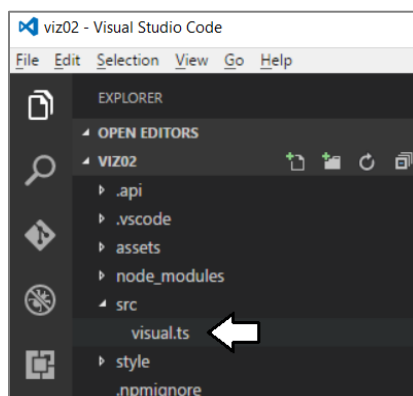 viz02 - Visual Studio Code
File Edit Selection View Go Help
EXPLORER
OPEN EDITORS
VIZ02
.api
.vscode
assets
node_modules
src
visual.ts
style
.npmignore